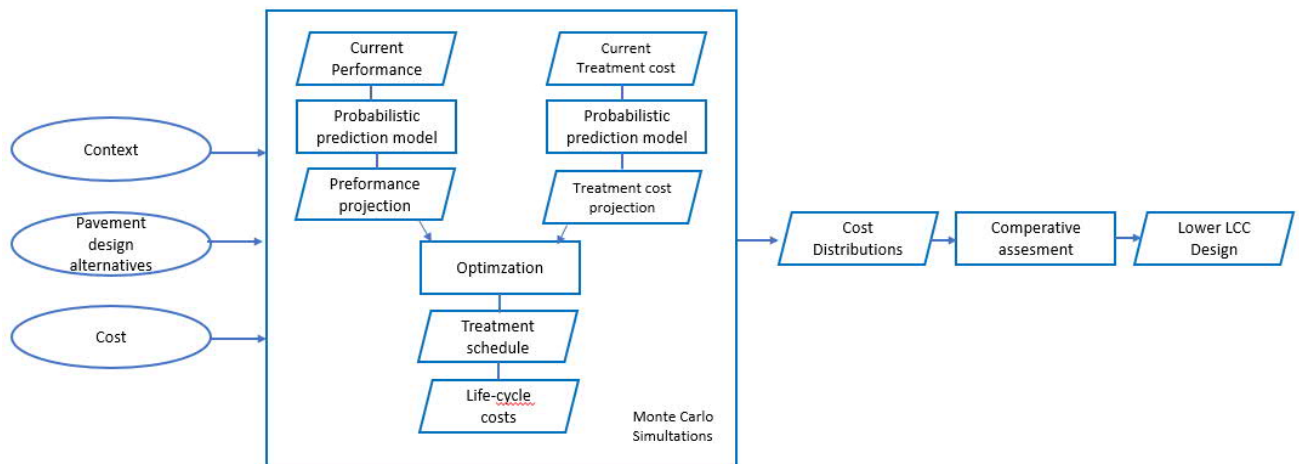 Context
Pavement
design
alternatives
Cost
Current
Performance
Probabilistic
prediction model
Preformance
projection
Current
Treatment cost
Probabilistic
prediction model
Treatment cost
projection
Optimzation
Treatment
schedule
Life-cycle
costs
Monte Carlo
Simultations
Cost
Distributions
Comperative
assesment
Lower LCC
Design